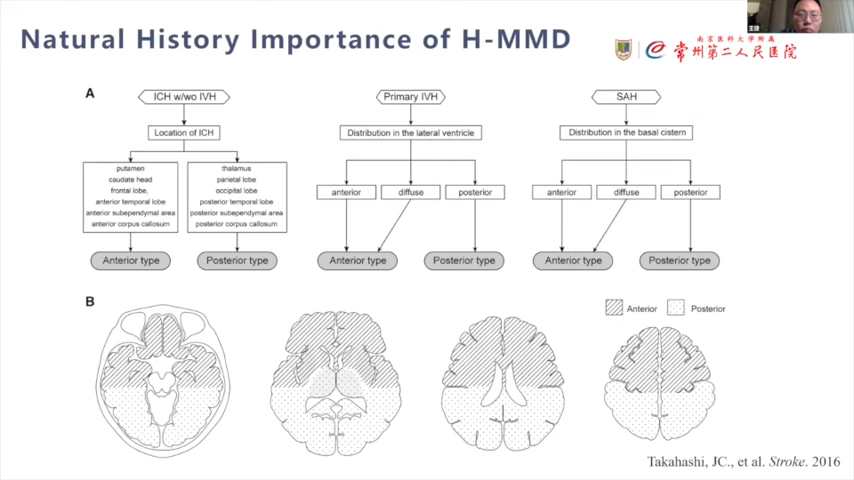 Natural History Importance of H-MMD
南京医科大学附属
常州第二人民医院
A
ICH w/wo IVH
Location of ICH
putamen
caudate head
frontal lobe,
anterior temporal lobe
anterior subependymal area
anterior corpus callosum
thalamus
parietal lobe
occipital lobe
posterior temporal lobe
posterior subependymal area
posterior corpus callosum
Anterior type
Posterior type
Primary IVH
Distribution in the lateral ventricle
anterior
diffuse
posterior
Anterior type
Posterior type
SAH
Distribution in the basal cistern
anterior
diffuse
posterior
Anterior type
Posterior type
B
Anterior
Posterior
Takahashi, JC., et al. Stroke. 2016